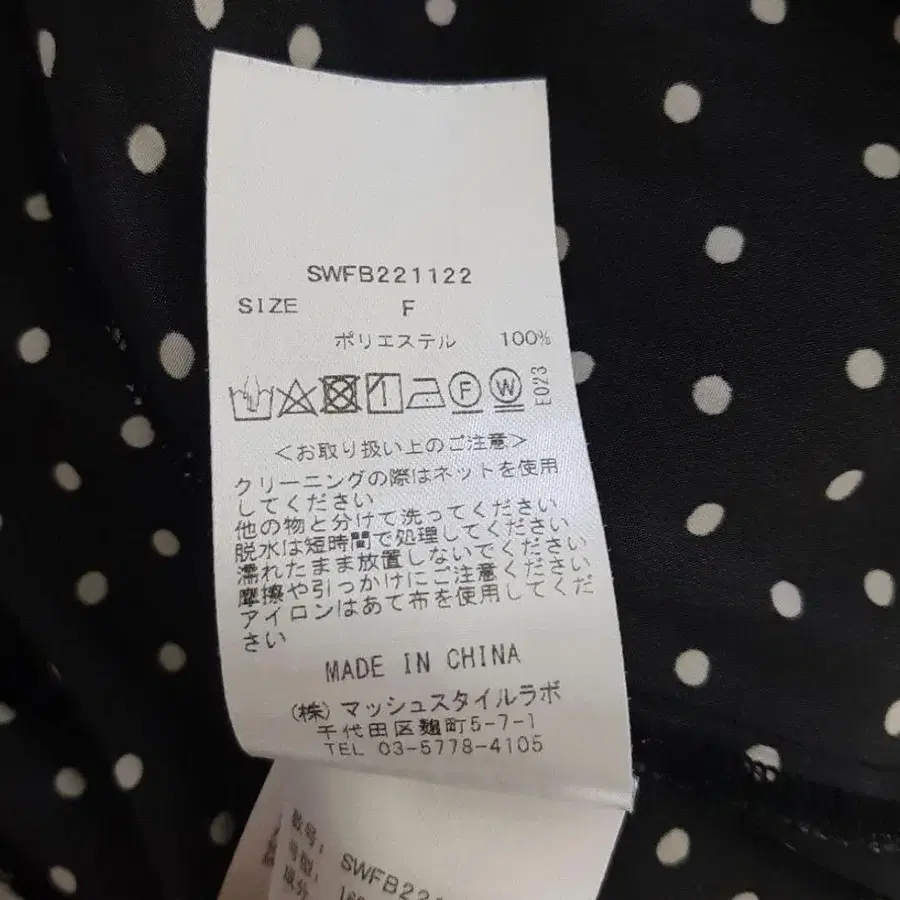 SWFB221122
SIZE F
ポリエステル 100%
F W E023
<お取り扱い上のご注意>
クリーニングの際はネットを使用
してください
他の物と分けて洗ってください
脱水は短時間で処理してください
濡れたまま放置しないでください
摩擦や引っかけにご注意ください
アイロンはあて布を使用してくだ
さい
MADE IN CHINA
(株)マッシュスタイルラボ
千代田区麹町5-7-1
TEL 03-5778-4105
款号:
号型: SWFB22
成分: